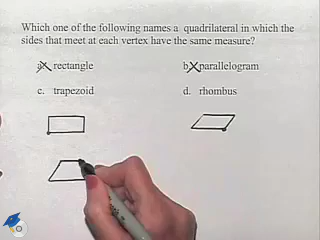 Which one of the following names a quadrilateral in which the
sides that meet at each vertex have the same measure?
a. rectangle
b. parallelogram
c. trapezoid
d. rhombus